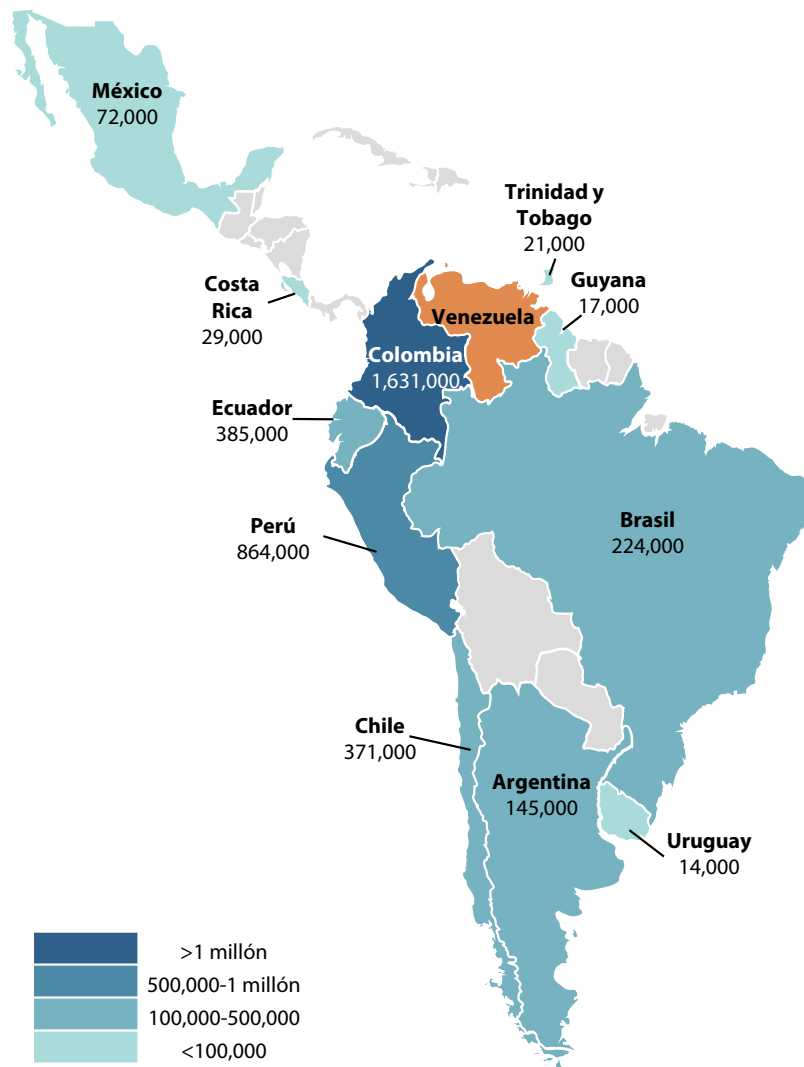 México
72,000
Trinidad y
Tobago
21,000
Guyana
17,000
Costa
Rica
29,000
Venezuela
Colombia
1,631,000
Ecuador
385,000
Perú
864,000
Brasil
224,000
Chile
371,000
Argentina
145,000
Uruguay
14,000
>1 millón
500,000-1 millón
100,000-500,000
<100,000